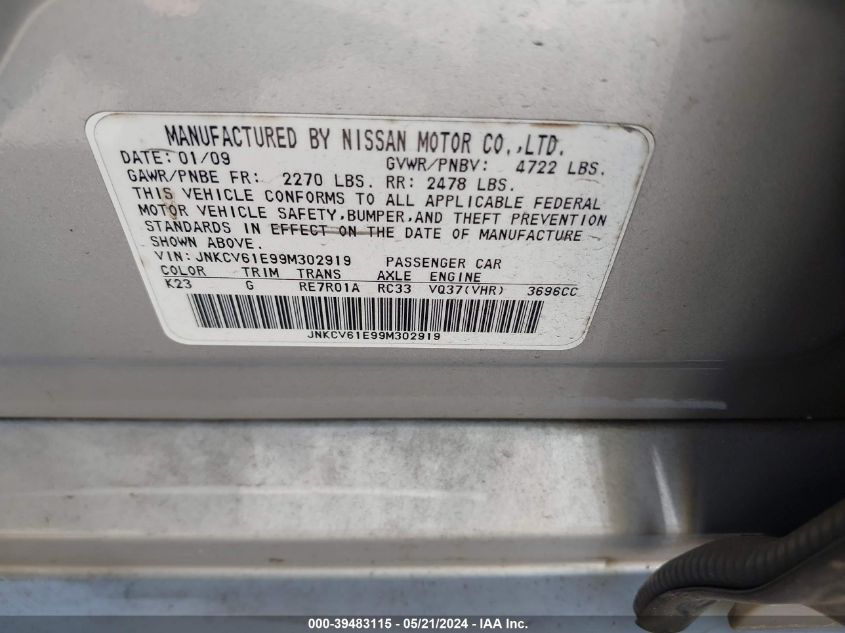 MANUFACTURED BY NISSAN MOTOR CO.,LTD.
DATE: 01/09 GVWR/PNBV: 4722 LBS.
GAWR/PNBE FR: 2270 LBS. RR: 2478 LBS.
THIS VEHICLE CONFORMS TO ALL APPLICABLE FEDERAL
MOTOR VEHICLE SAFETY,BUMPER,AND THEFT PREVENTION
STANDARDS IN EFFECT ON THE DATE OF MANUFACTURE
SHOWN ABOVE.
VIN: JNKCV61E99M302919 PASSENGER CAR
COLOR TRIM TRANS AXLE ENGINE
K23 G RE7R01A RC33 VQ37(VHR) 3696CC
JNKCV61E99M302919
000-39483115 - 05/21/2024 - IAA Inc.